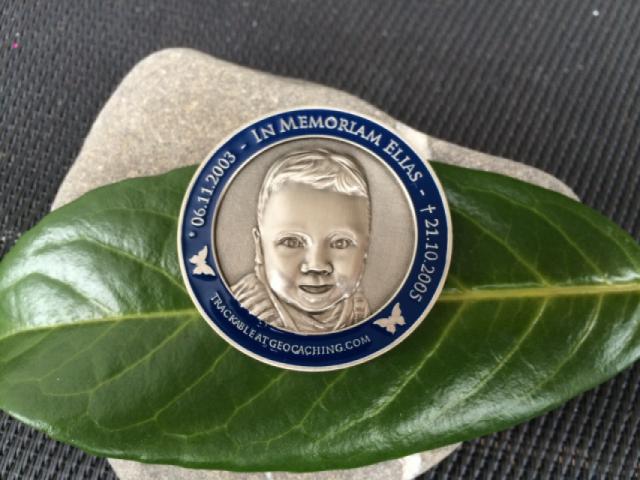 * 06.11.2003 - IN MEMORIAM ELIAS - † 21.10.2005
TRACKABLE AT GEOCACHING.COM